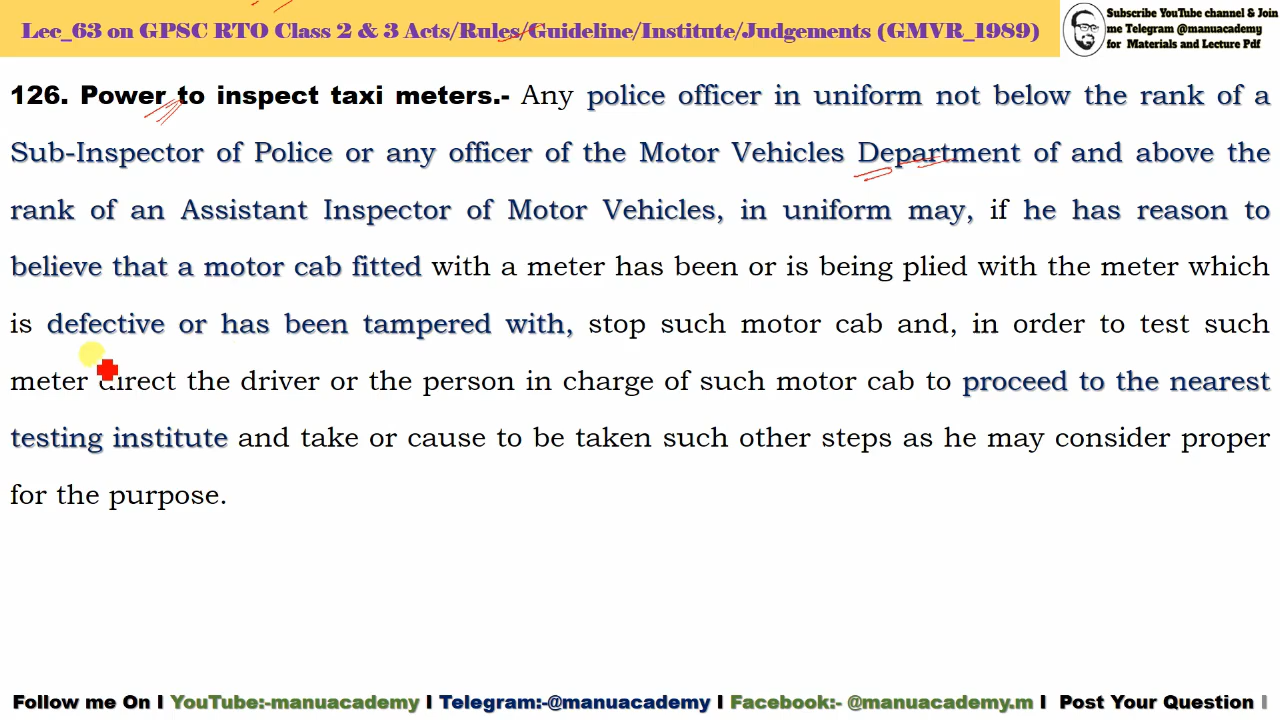 Lec_63 on GPSC RTO Class 2 & 3 Acts/Rules/Guideline/Institute/Judgements (GMVR_1989)
Subscribe YouTube channel & Join
me Telegram @manuacademy
for Materials and Lecture Pdf
126. Power to inspect taxi meters.- Any police officer in uniform not below the rank of a
Sub-Inspector of Police or any officer of the Motor Vehicles Department of and above the
rank of an Assistant Inspector of Motor Vehicles, in uniform may, if he has reason to
believe that a motor cab fitted with a meter has been or is being plied with the meter which
is defective or has been tampered with, stop such motor cab and, in order to test such
meter direct the driver or the person in charge of such motor cab to proceed to the nearest
testing institute and take or cause to be taken such other steps as he may consider proper
for the purpose.
Follow me On I YouTube:-manuacademy I Telegram:-@manuacademy I Facebook:- @manuacademy.m I Post Your Question I